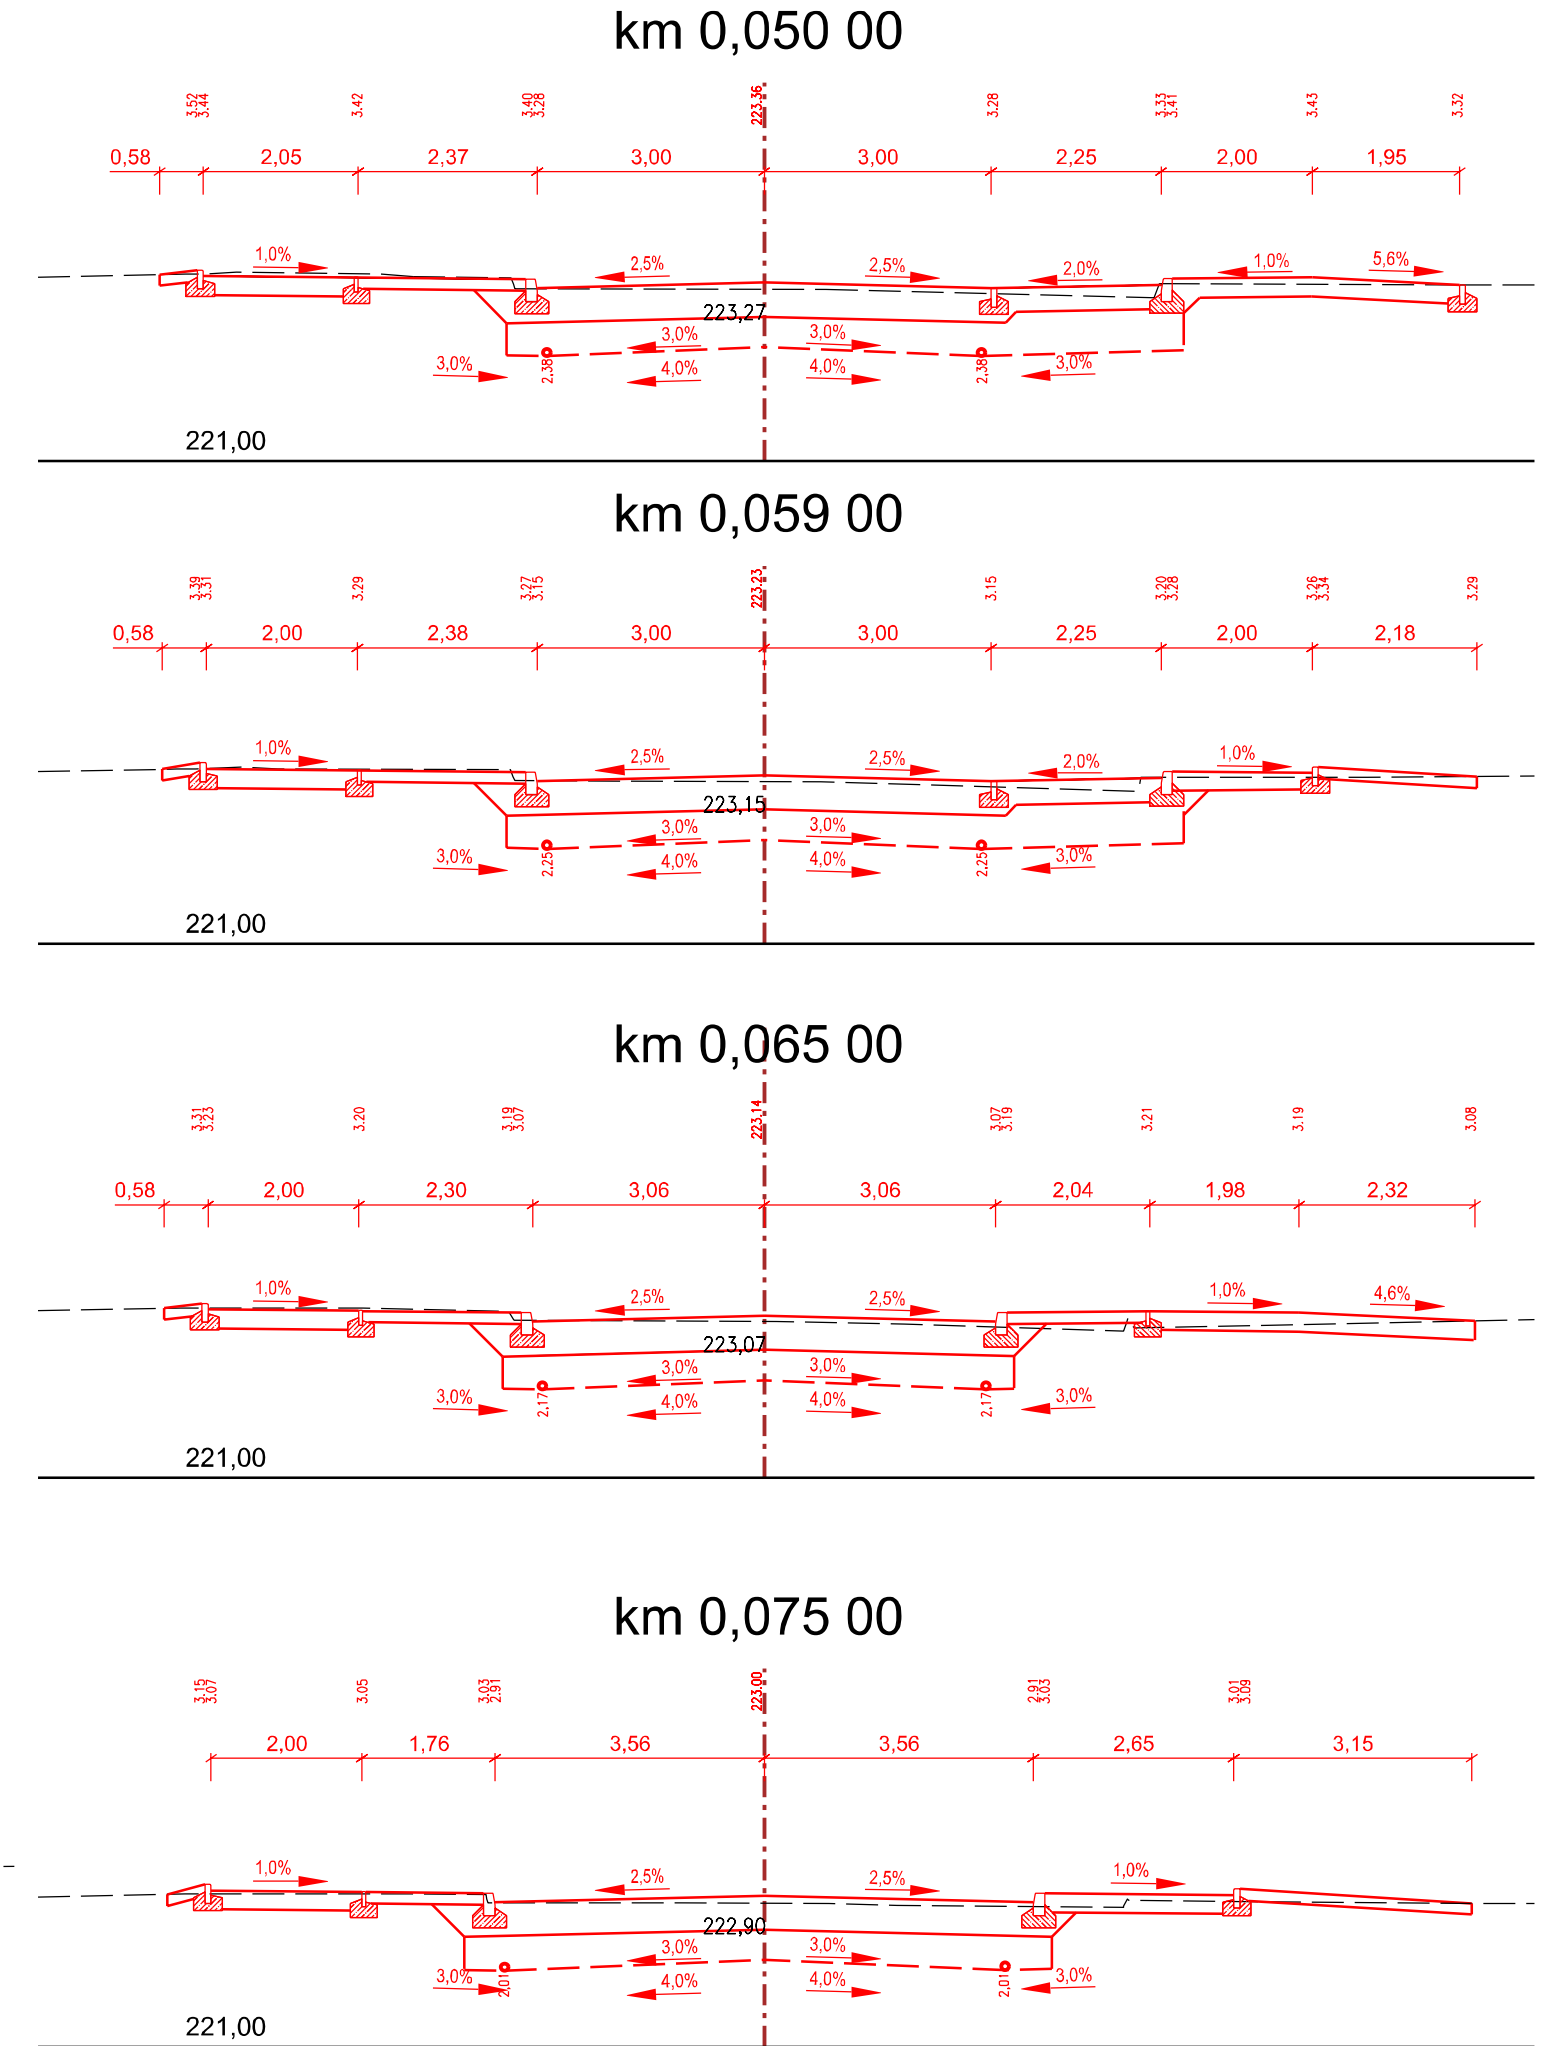 km 0,050 00
3.52 3.44 3.42 3.40 3.28 223.36 3.28 3.33 3.41 3.43 3.32
0,58 2,05 2,37 3,00 3,00 2,25 2,00 1,95
1,0% 2,5% 2,5% 2,0% 1,0% 5,6%
223,27
3,0% 3,0%
3,0% 2,38 4,0% 4,0% 2,38 3,0%
221,00
km 0,059 00
3.39 3.31 3.29 3.27 3.15 223.23 3.15 3.20 3.28 3.26 3.34 3.29
0,58 2,00 2,38 3,00 3,00 2,25 2,00 2,18
1,0% 2,5% 2,5% 2,0% 1,0%
223,15
3,0% 3,0%
3,0% 2,25 4,0% 4,0% 2,25 3,0%
221,00
km 0,065 00
3.31 3.23 3.20 3.19 3.07 223.14 3.07 3.19 3.21 3.19 3.08
0,58 2,00 2,30 3,06 3,06 2,04 1,98 2,32
1,0% 2,5% 2,5% 1,0% 4,6%
223,07
3,0% 3,0%
3,0% 2,17 4,0% 4,0% 2,17 3,0%
221,00
km 0,075 00
3.15 3.07 3.05 3.03 2.91 223.00 2.91 3.03 3.01 3.09
2,00 1,76 3,56 3,56 2,65 3,15
1,0% 2,5% 2,5% 1,0%
222,90
3,0% 3,0%
3,0% 2,01 4,0% 4,0% 2,01 3,0%
221,00